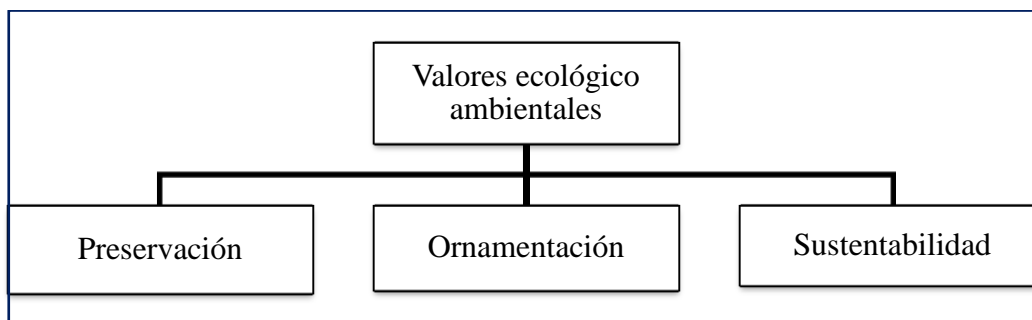 Valores ecológico
ambientales
Preservación
Ornamentación
Sustentabilidad